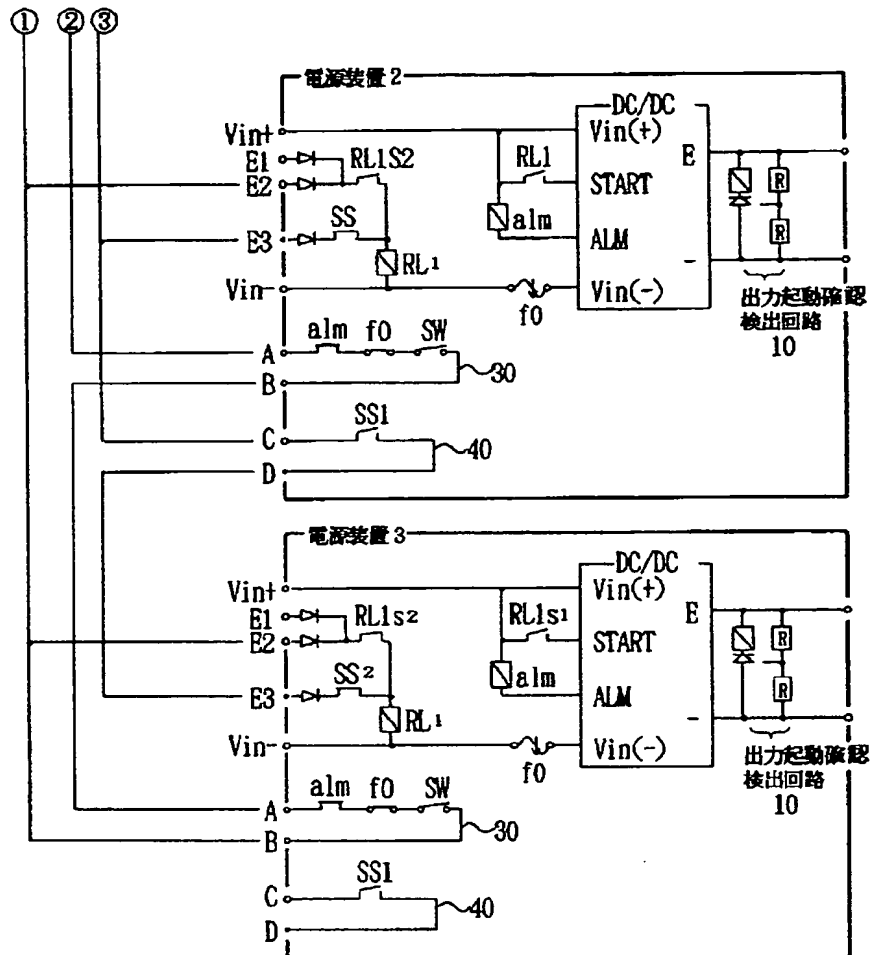 ① ② ③
電源装置2
DC/DC
Vin+
Vin(+)
E1
RL1S2
RL1
E
E2
START
R
SS
alm
E3
ALM
R
RL1
Vin-
f0
Vin(-)
-
出力起動確認
検出回路
10
alm f0 SW
A
30
B
SS1
C
40
D
電源装置3
DC/DC
Vin+
Vin(+)
E1
RL1s2
RL1s1
E
E2
START
R
SS2
alm
E3
ALM
R
RL1
-
Vin-
f0
Vin(-)
出力起動確認
検出回路
10
alm f0 SW
A
30
B
SS1
C
40
D